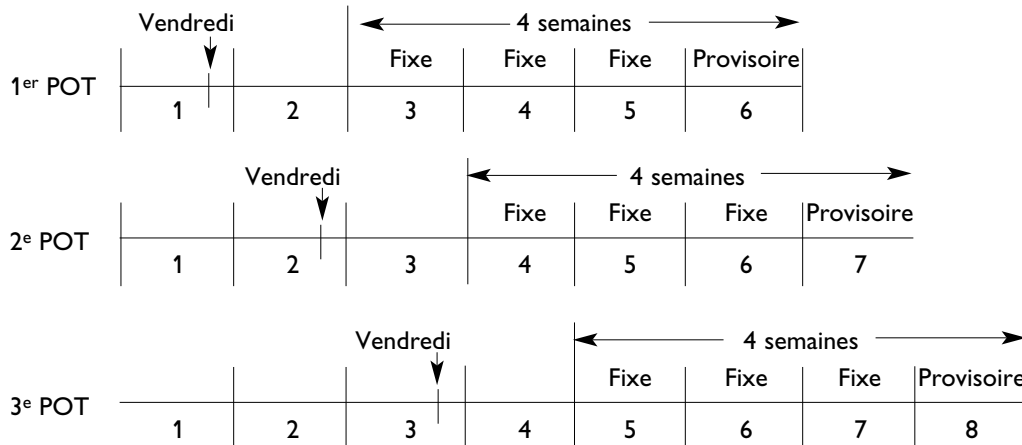 Vendredi 4 semaines
Fixe Fixe Fixe Provisoire
1er POT
1 2 3 4 5 6
Vendredi 4 semaines
Fixe Fixe Fixe Provisoire
2e POT
1 2 3 4 5 6 7
Vendredi 4 semaines
Fixe Fixe Fixe Provisoire
3e POT
1 2 3 4 5 6 7 8